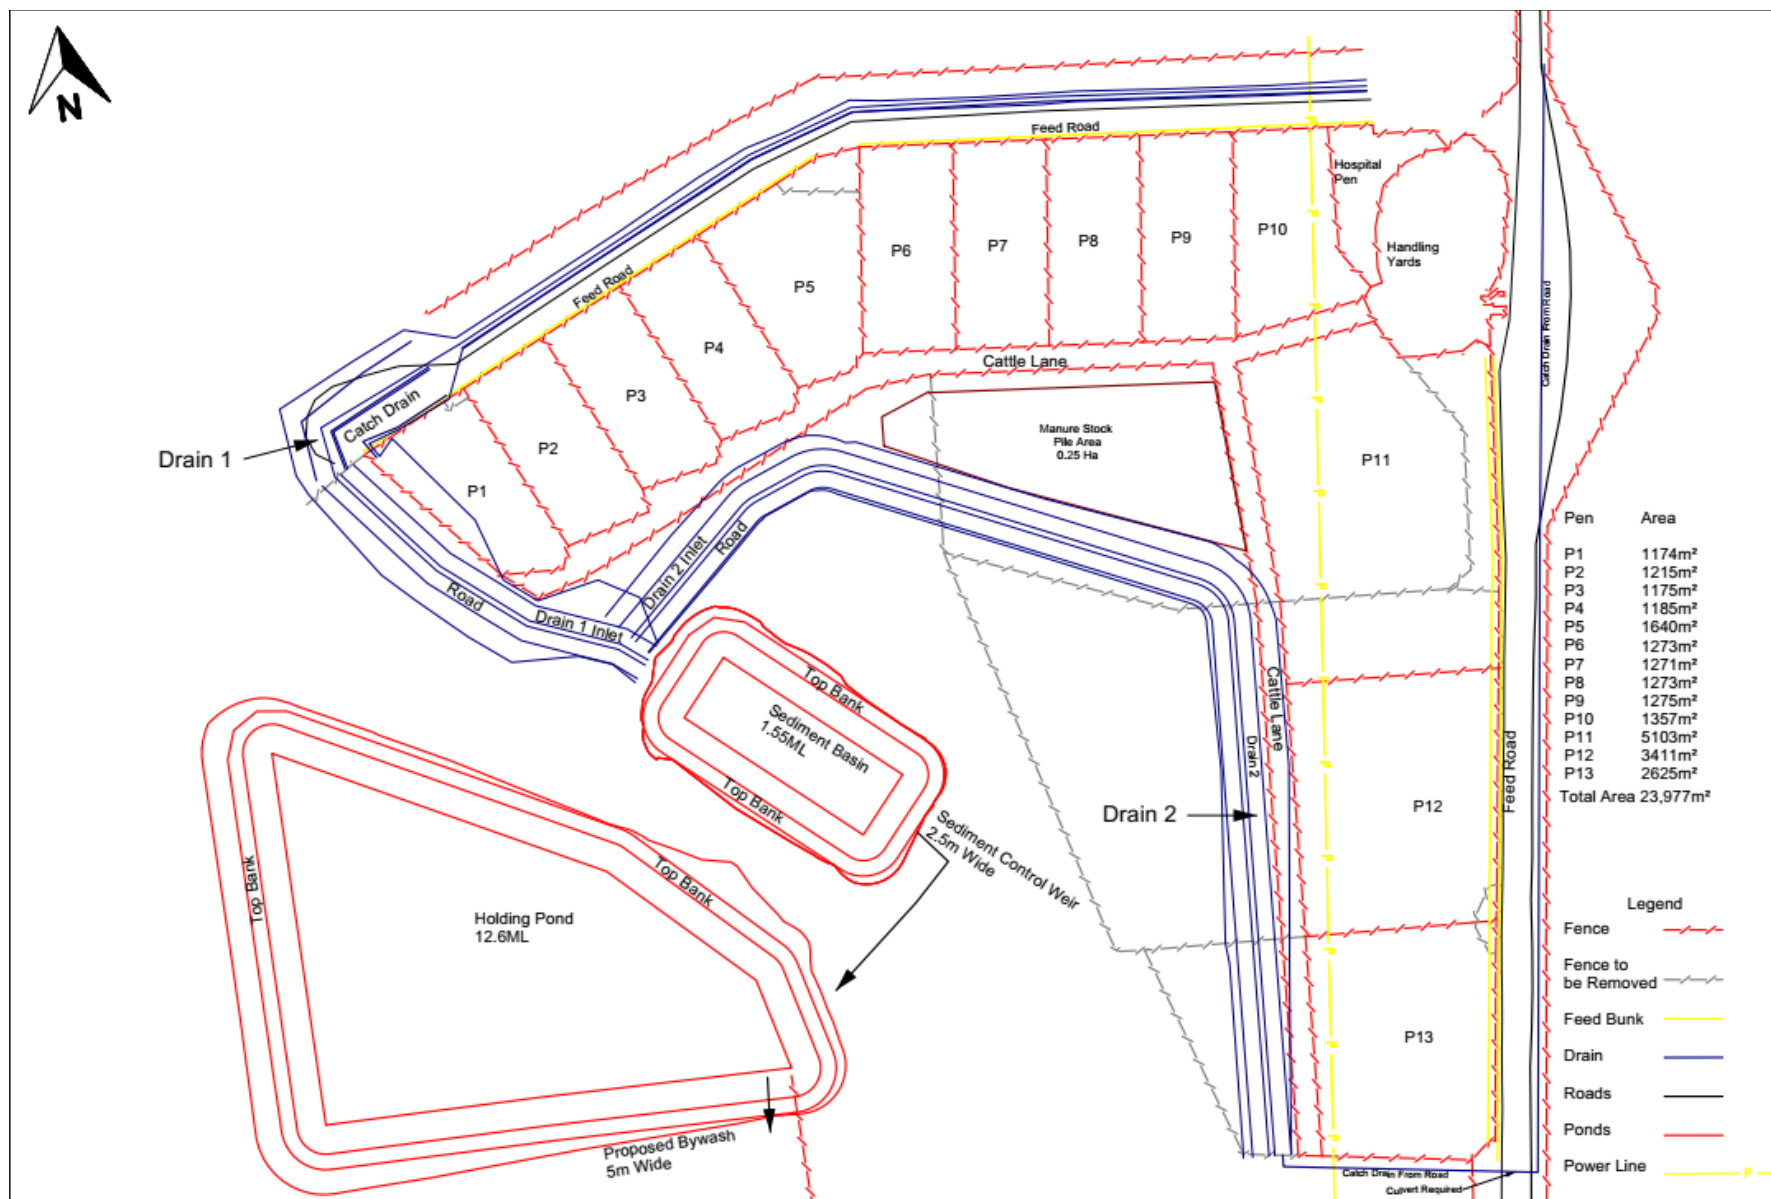 N
Feed Road
Hospital
Pen
P6
P7
P8
P9
P10
Handling
Yards
Feed Road
P5
P4
P3
P2
P1
Cattle Lane
Catch Drain
Drain 1
Manure Stock
Pile Area
0.25 Ha
P11
Catch Drain From Road
Drain 2 Inlet
Road
Road
Drain 1 Inlet
Top Bank
Sediment Basin
1.55ML
Top Bank
Sediment Control Weir
2.5m Wide
Top Bank
Top Bank
Holding Pond
12.6ML
Proposed Bywash
5m Wide
Cattle Lane
Drain 2
Drain 2
P12
P13
Feed Road
Catch Drain From Road
Culvert Required
Pen Area
P1 1174m²
P2 1215m²
P3 1175m²
P4 1185m²
P5 1640m²
P6 1273m²
P7 1271m²
P8 1273m²
P9 1275m²
P10 1357m²
P11 5103m²
P12 3411m²
P13 2625m²
Total Area 23,977m²
Legend
Fence
Fence to
be Removed
Feed Bunk
Drain
Roads
Ponds
Power Line P